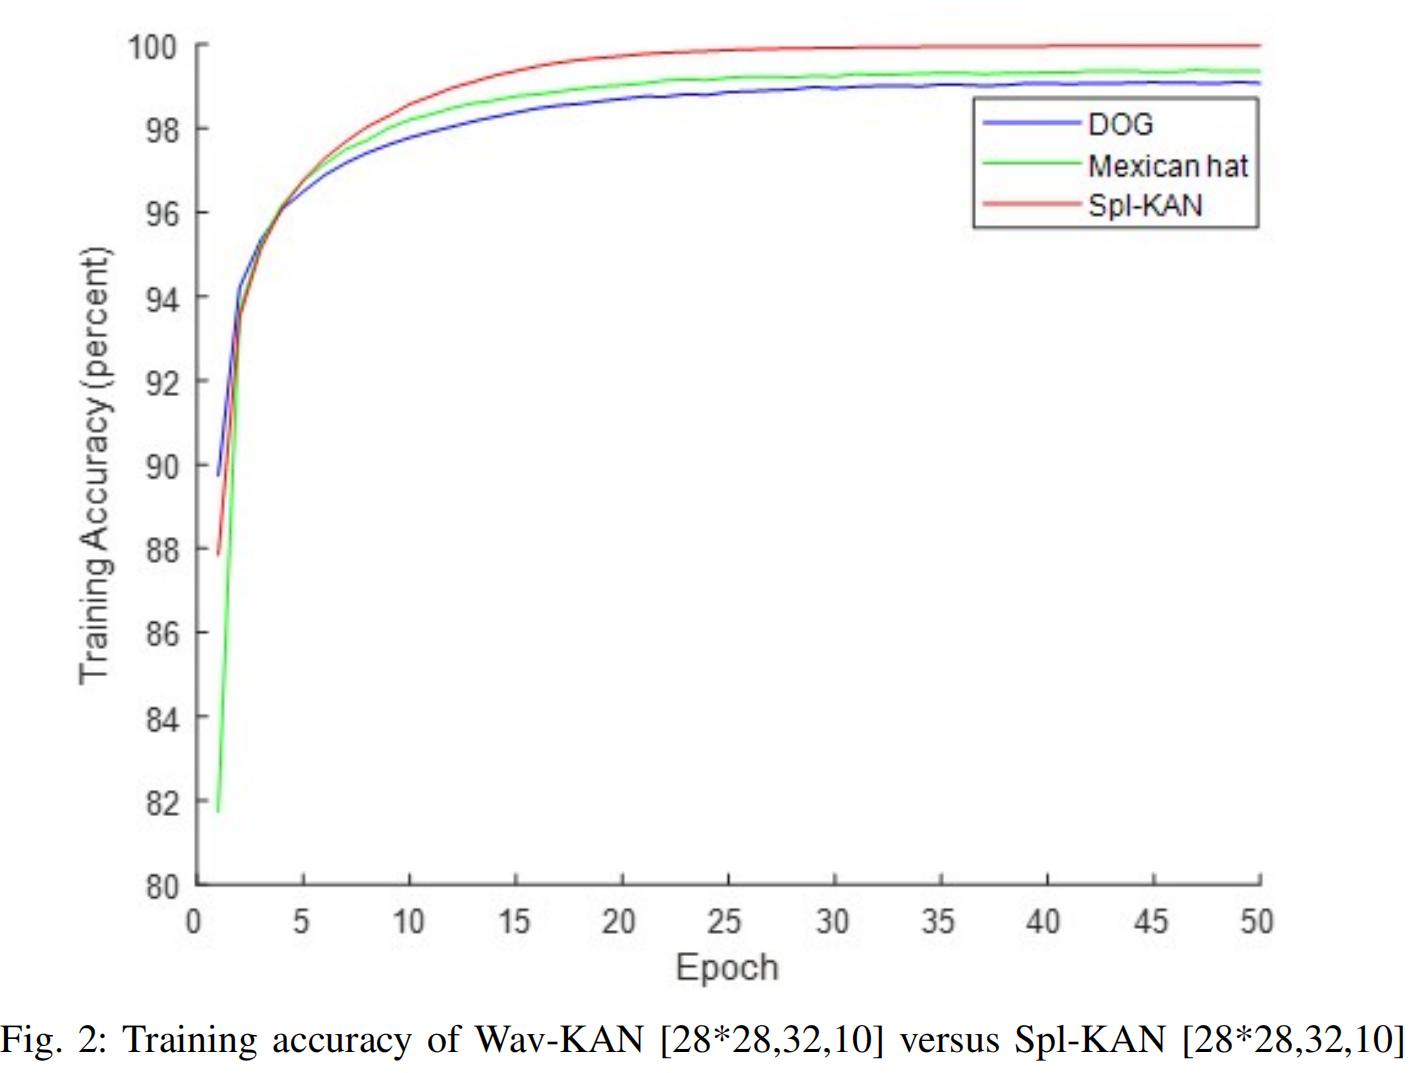 100
98
96
94
92
90
88
86
84
82
80
Training Accuracy (percent)
DOG
Mexican hat
Spl-KAN
0 5 10 15 20 25 30 35 40 45 50
Epoch
Fig. 2: Training accuracy of Wav-KAN [28*28,32,10] versus Spl-KAN [28*28,32,10]